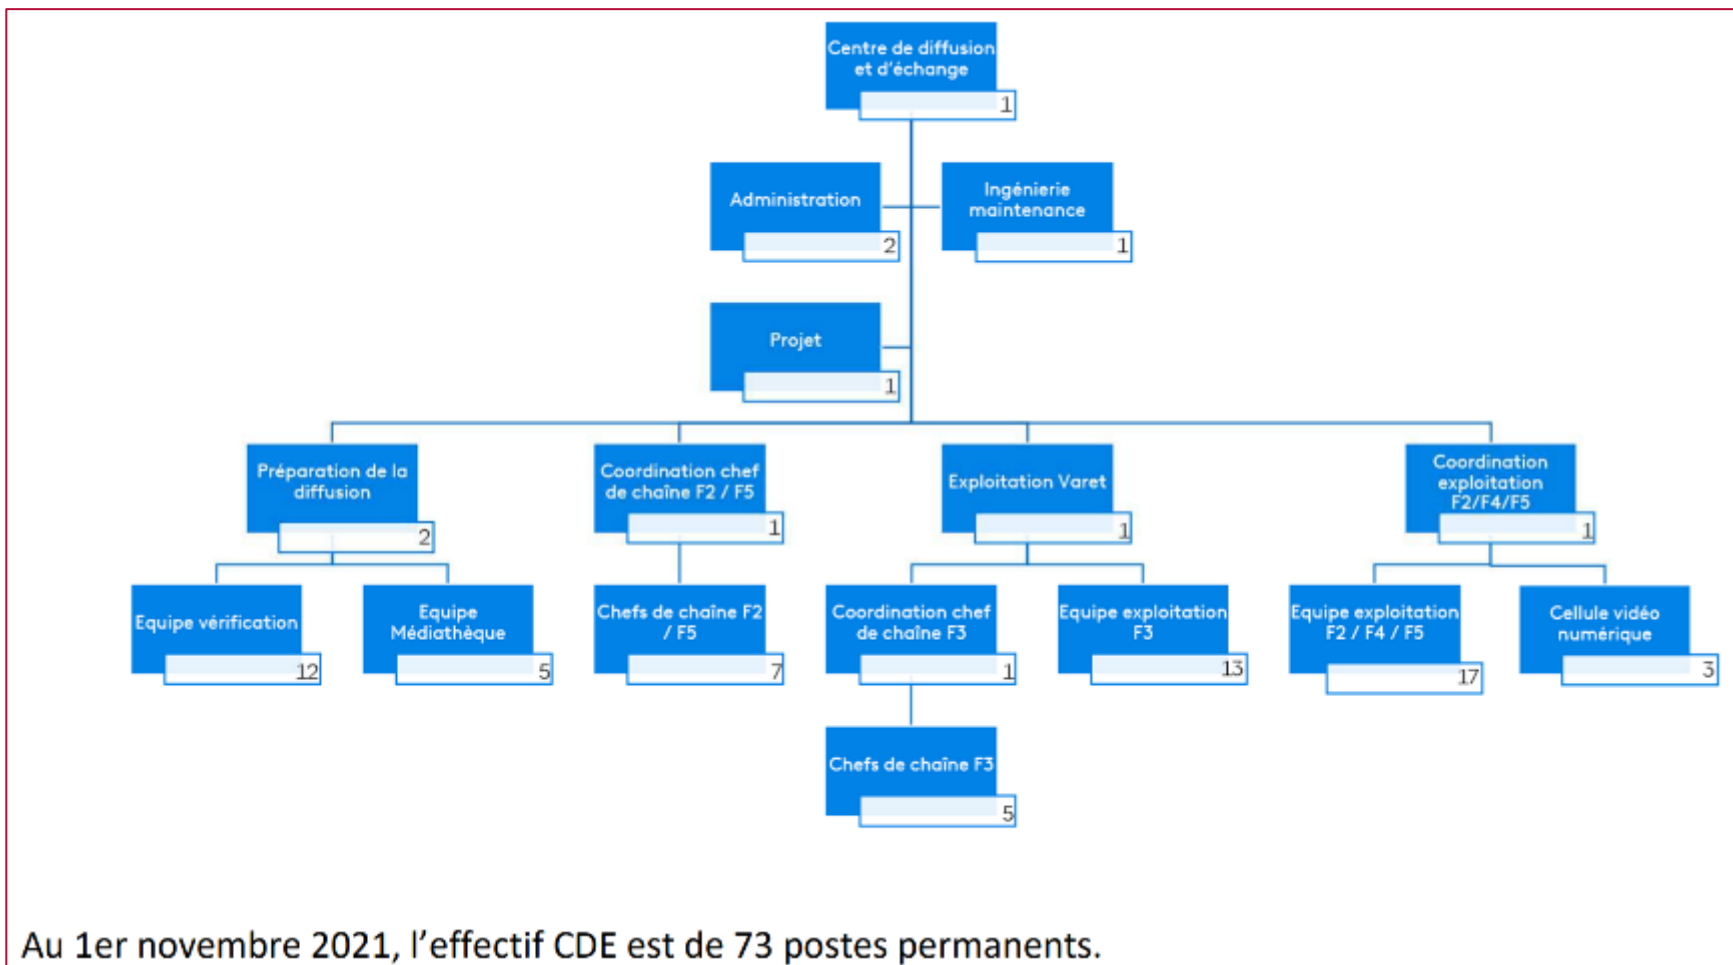 Centre de diffusion
et d'échange
1
Administration
2
Ingénierie
maintenance
1
Projet
1
Préparation de la
diffusion
2
Coordination chef
de chaîne F2 / F5
1
Exploitation Varet
1
Coordination
exploitation
F2/F4/F5
1
Equipe vérification
12
Equipe
Médiathèque
5
Chefs de chaîne F2
/ F5
7
Coordination chef
de chaîne F3
1
Equipe exploitation
F3
13
Equipe exploitation
F2 / F4 / F5
17
Cellule vidéo
numérique
3
Chefs de chaîne F3
5
Au 1er novembre 2021, l'effectif CDE est de 73 postes permanents.